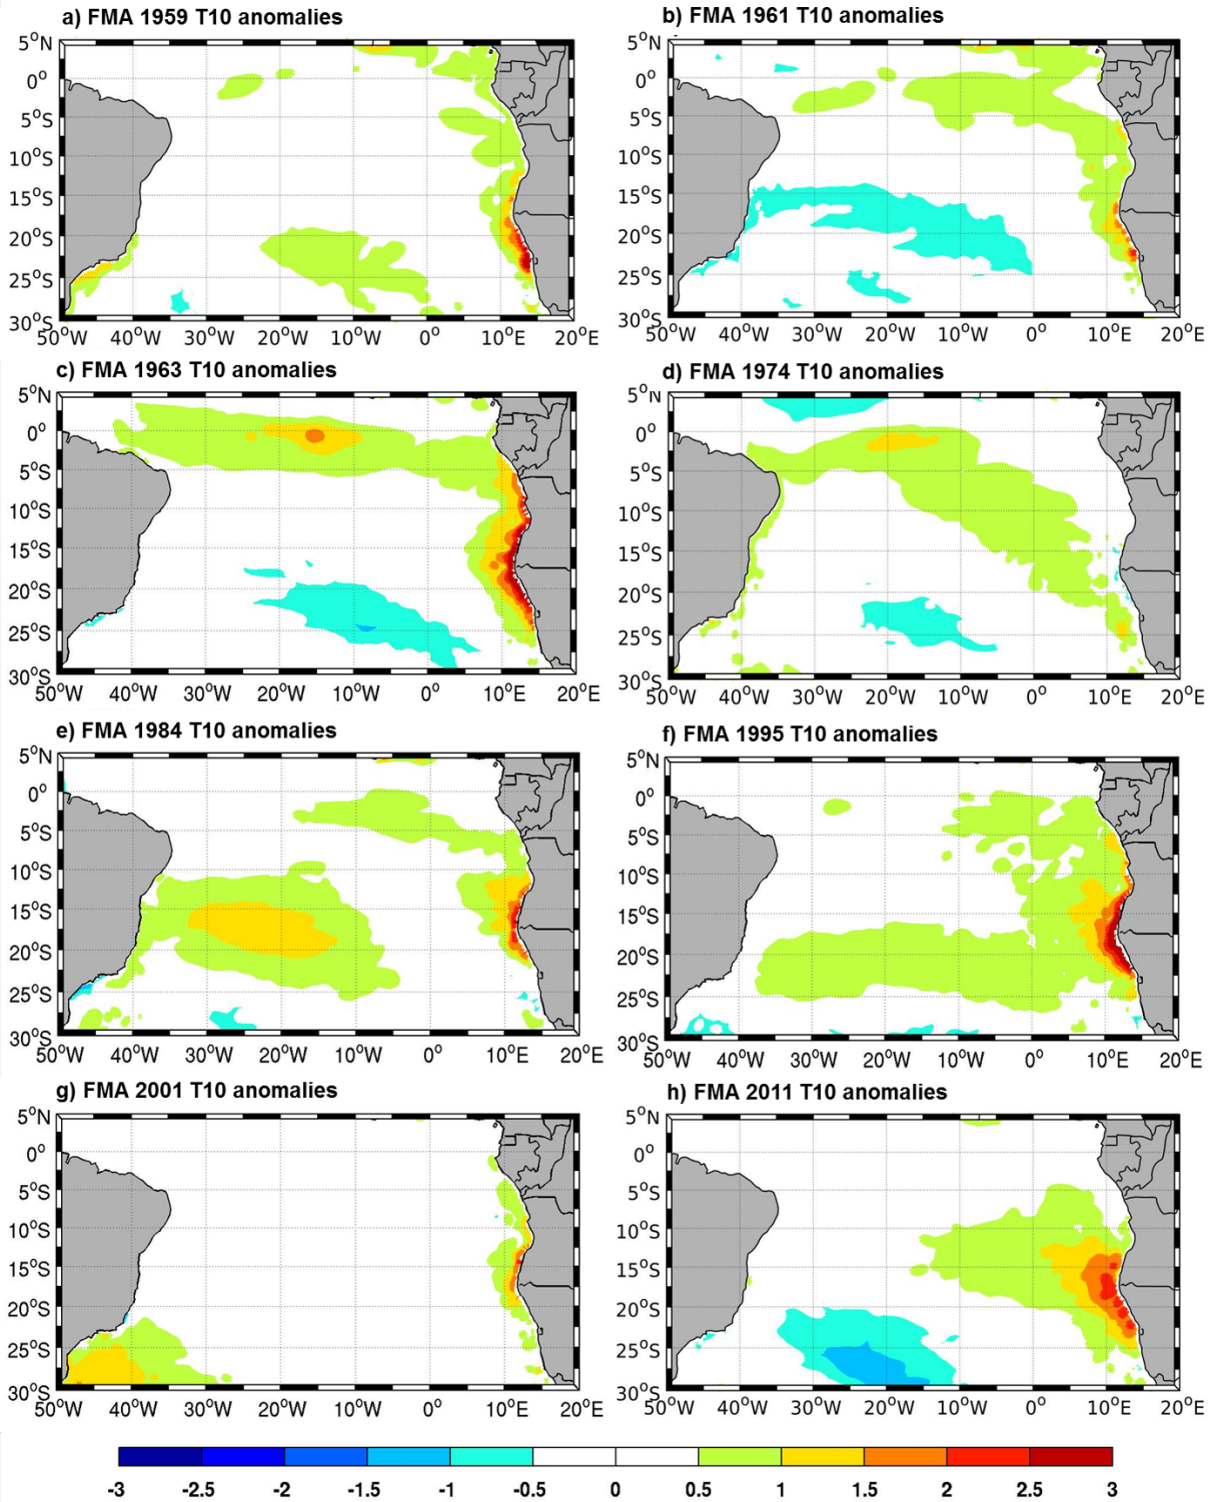 a) FMA 1959 T10 anomalies
b) FMA 1961 T10 anomalies
5°N
0°
5°S
10°S
15°S
20°S
25°S
30°S
50°W 40°W 30°W 20°W 10°W 0° 10°E 20°E
5°N
0°
5°S
10°S
15°S
20°S
25°S
30°S
50°W 40°W 30°W 20°W 10°W 0° 10°E 20°E
c) FMA 1963 T10 anomalies
d) FMA 1974 T10 anomalies
5°N
0°
5°S
10°S
15°S
20°S
25°S
30°S
50°W 40°W 30°W 20°W 10°W 0° 10°E 20°E
5°N
0°
5°S
10°S
15°S
20°S
25°S
30°S
50°W 40°W 30°W 20°W 10°W 0° 10°E 20°E
e) FMA 1984 T10 anomalies
f) FMA 1995 T10 anomalies
5°N
0°
5°S
10°S
15°S
20°S
25°S
30°S
50°W 40°W 30°W 20°W 10°W 0° 10°E 20°E
5°N
0°
5°S
10°S
15°S
20°S
25°S
30°S
50°W 40°W 30°W 20°W 10°W 0° 10°E 20°E
g) FMA 2001 T10 anomalies
h) FMA 2011 T10 anomalies
5°N
0°
5°S
10°S
15°S
20°S
25°S
30°S
50°W 40°W 30°W 20°W 10°W 0° 10°E 20°E
5°N
0°
5°S
10°S
15°S
20°S
25°S
30°S
50°W 40°W 30°W 20°W 10°W 0° 10°E 20°E
-3 -2.5 -2 -1.5 -1 -0.5 0 0.5 1 1.5 2 2.5 3